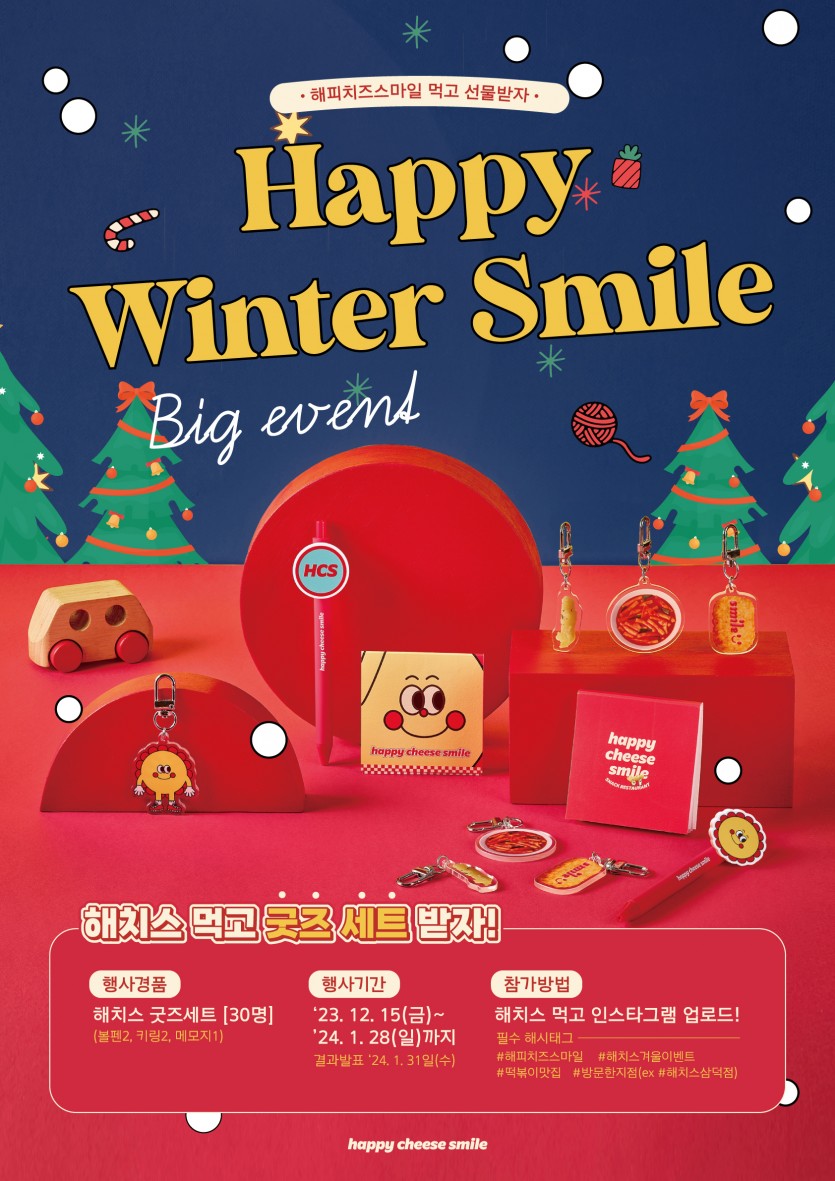 • 해피치즈스마일 먹고 선물받자 •
Happy
Winter Smile
Big event
HCS
happy cheese smile
smile
happy cheese smile
happy
cheese
smile
SNACK RESTAURANT
smile
happy cheese smile
해치스 먹고 굿즈 세트 받자!
행사경품
해치스 굿즈세트 [30명]
(볼펜2, 키링2, 메모지1)
행사기간
‘23. 12. 15(금)~
’24. 1. 28(일)까지
결과발표 ‘24. 1. 31일(수)
참가방법
해치스 먹고 인스타그램 업로드!
필수 해시태그
#해피치즈스마일 #해치스겨울이벤트
#떡볶이맛집 #방문한지점(ex #해치스삼덕점)
happy cheese smile